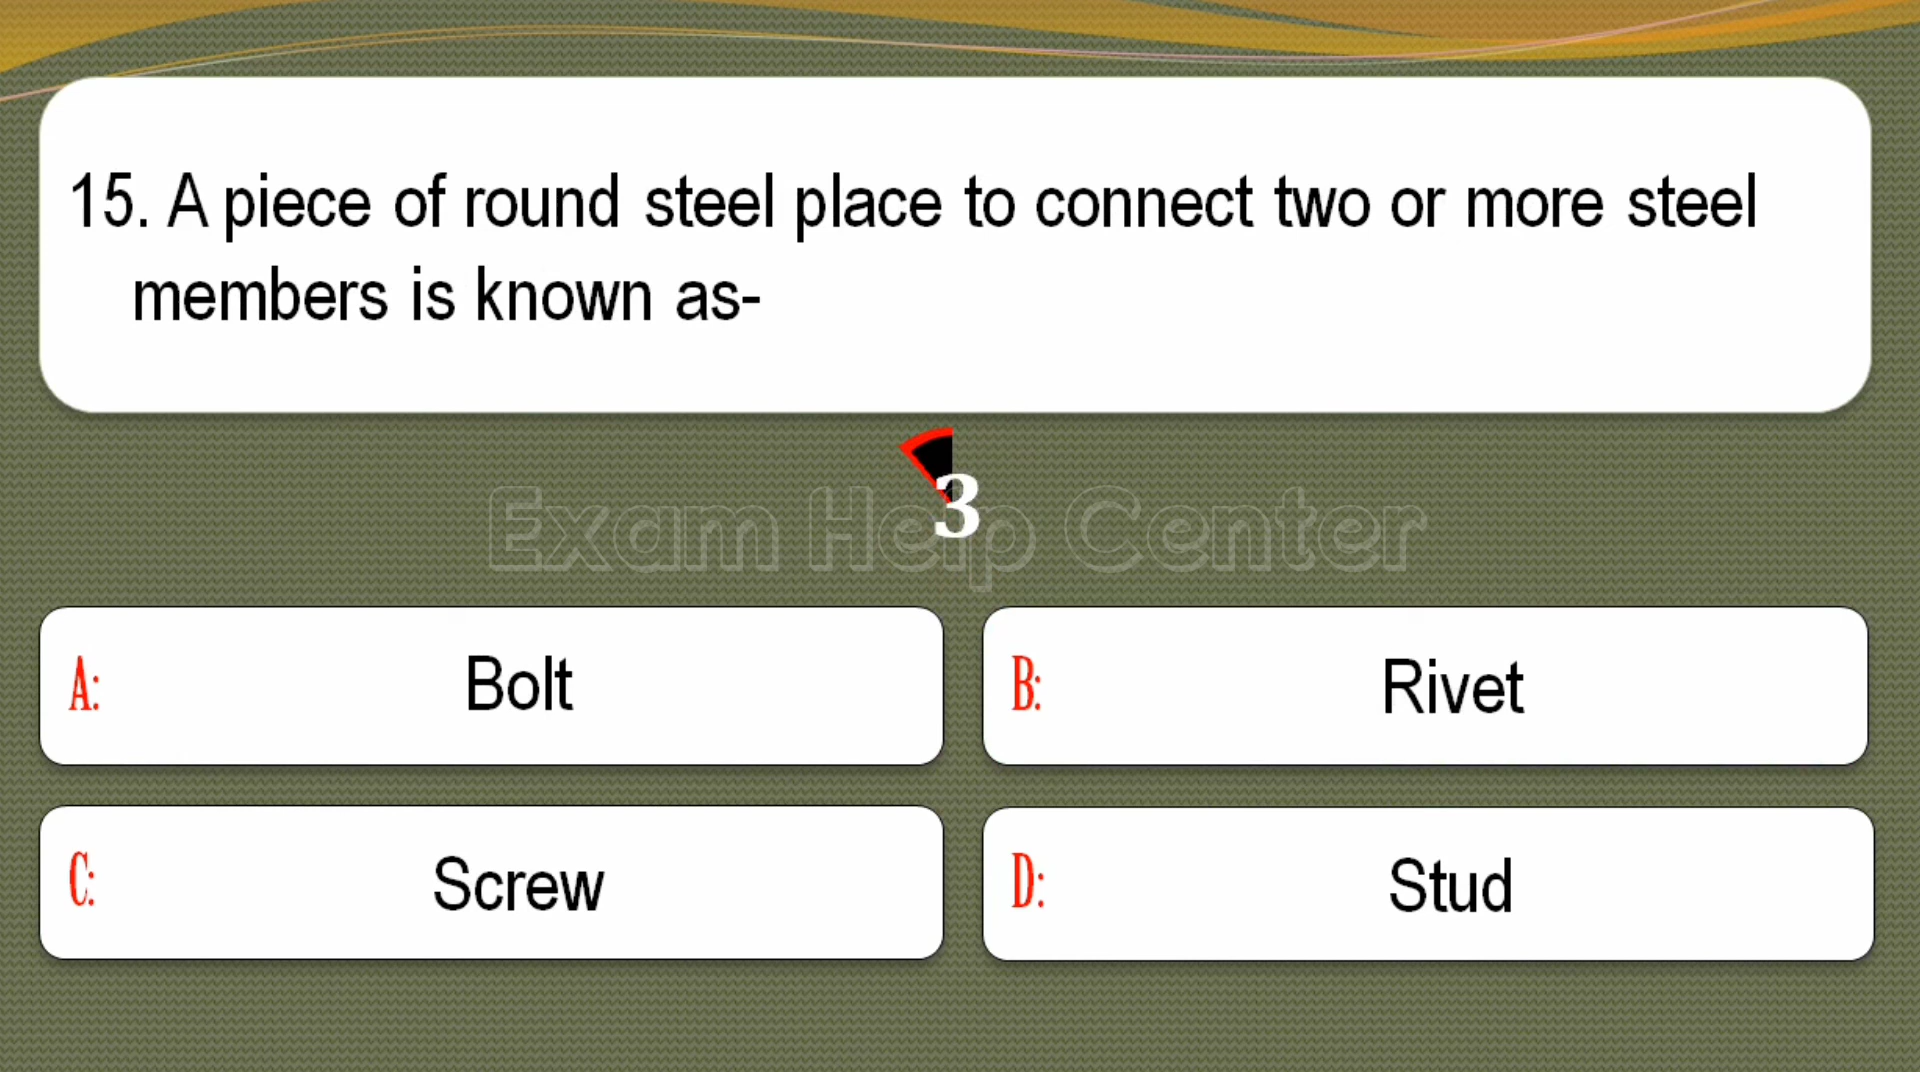 15. A piece of round steel place to connect two or more steel
members is known as-
3
Exam Help Center
A: Bolt
B: Rivet
C: Screw
D: Stud